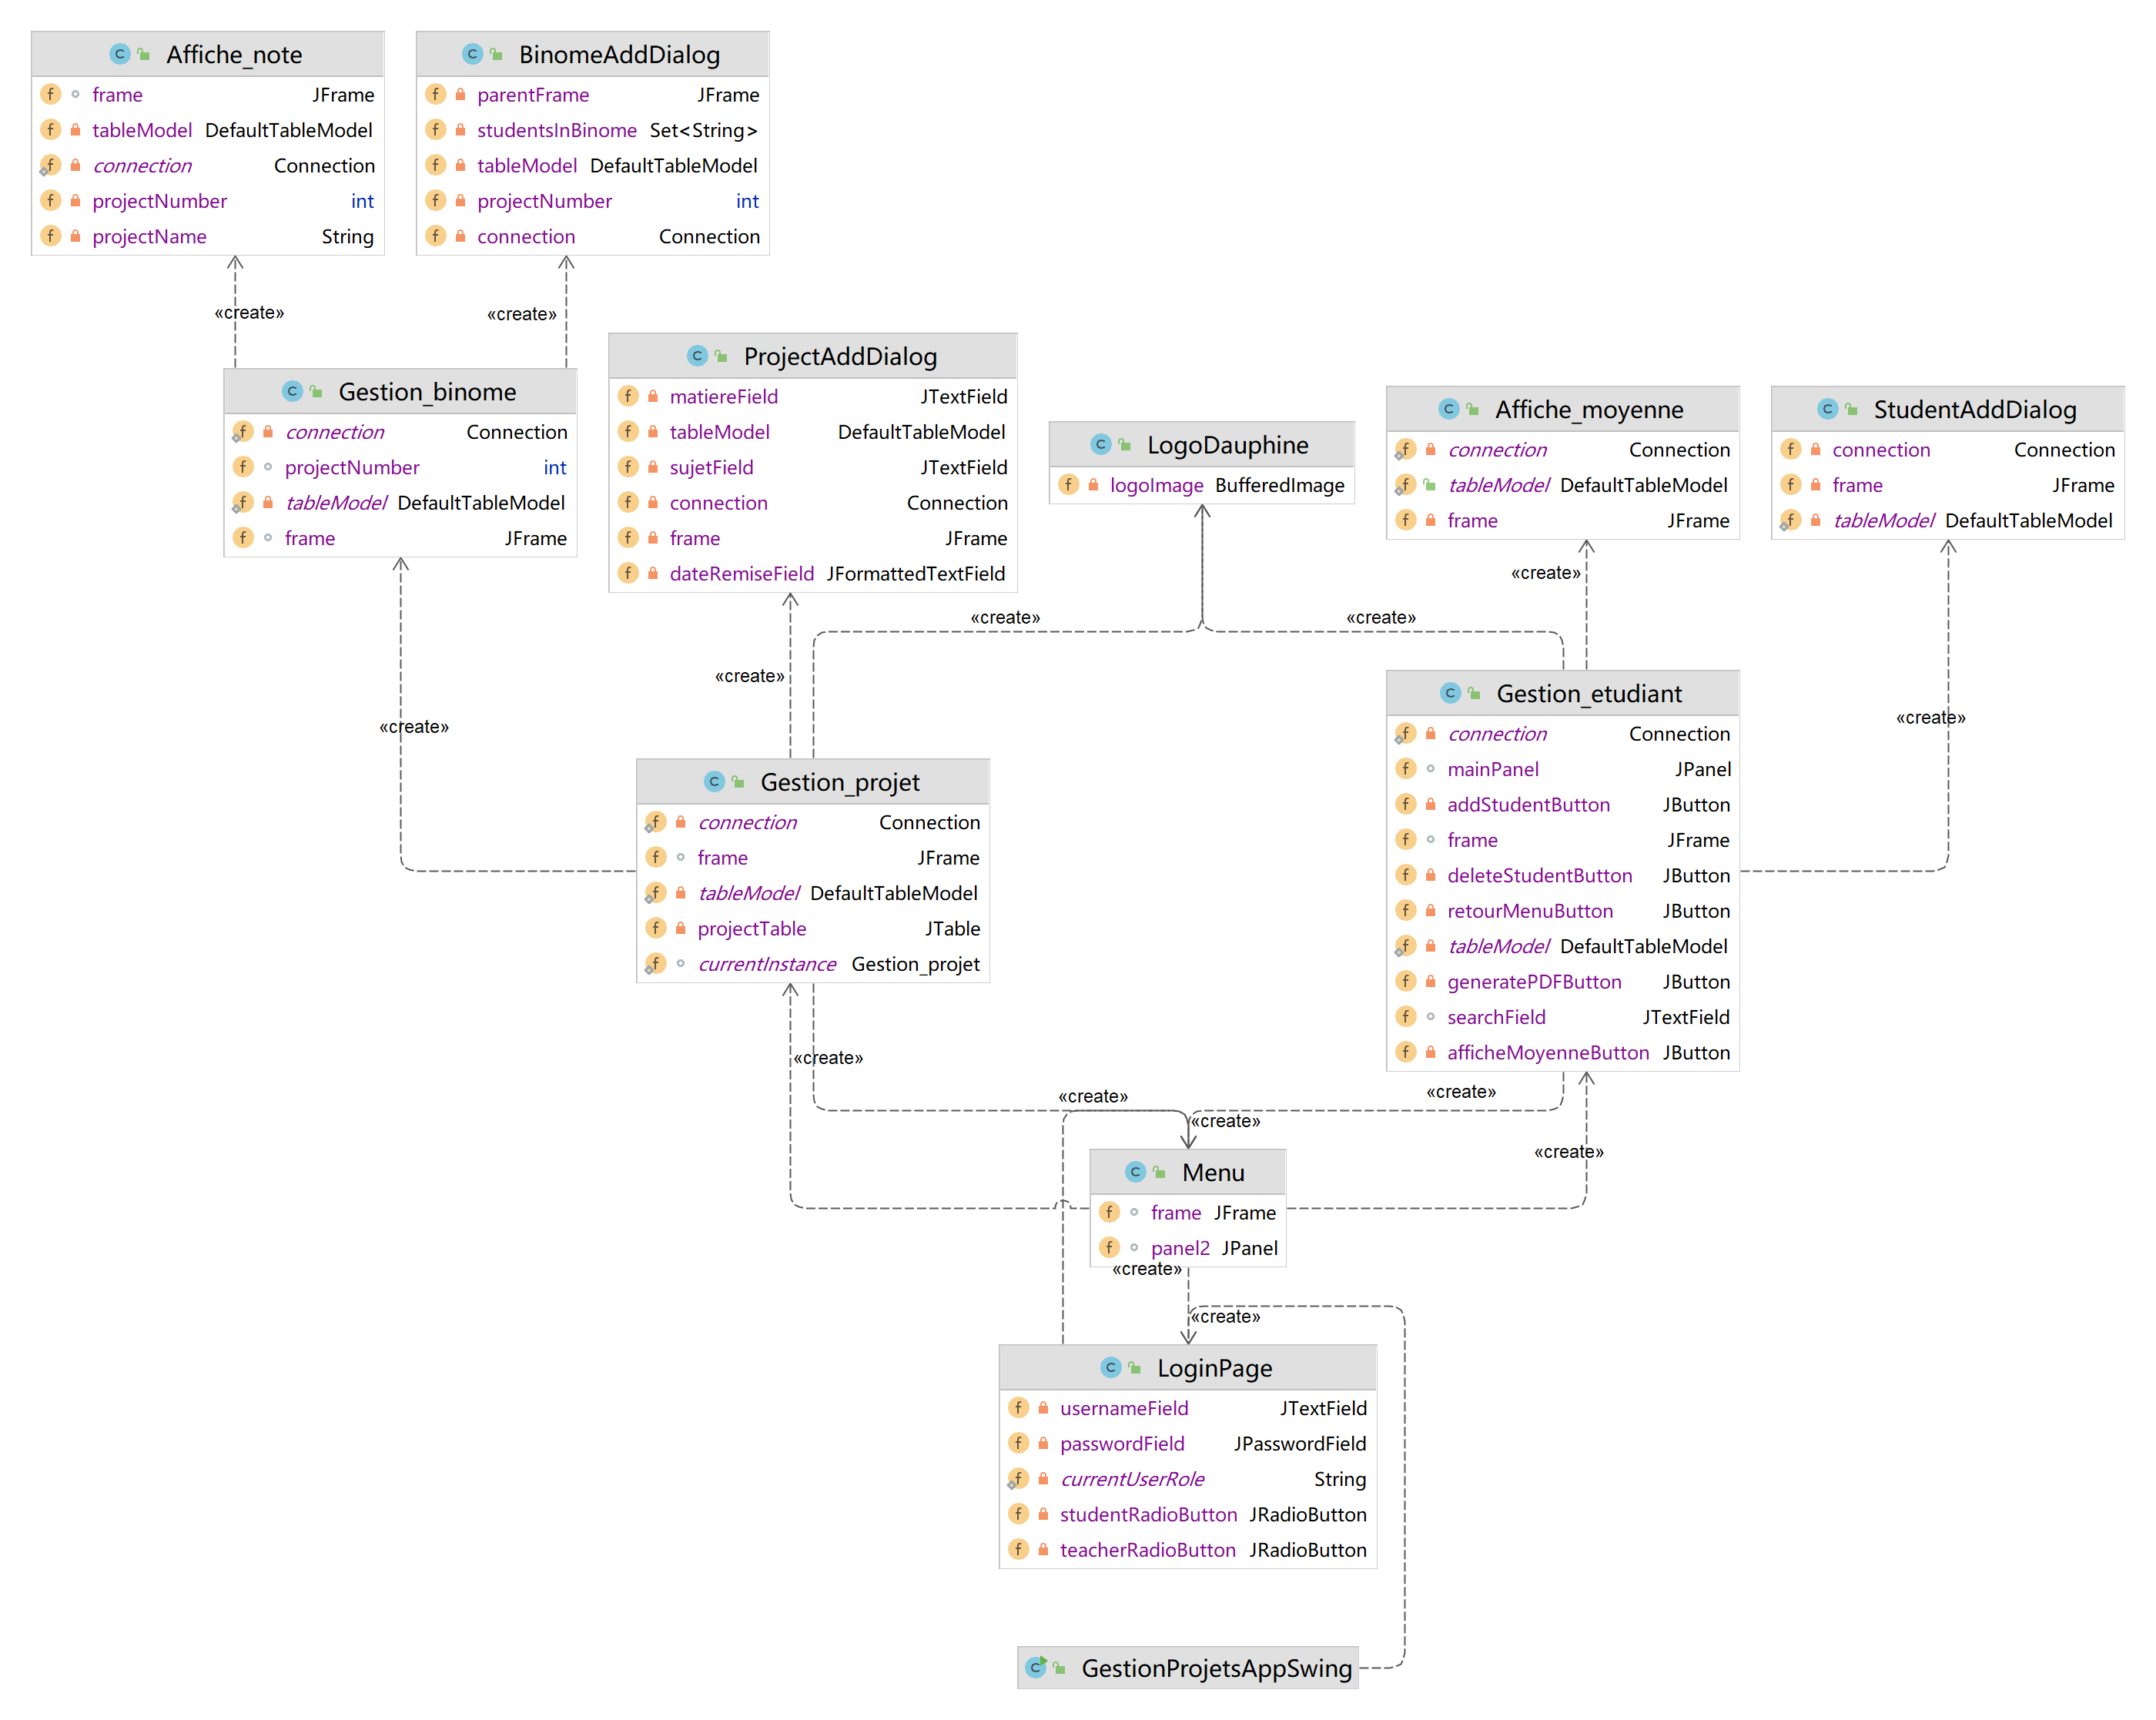 Affiche_note
frame JFrame
tableModel DefaultTableModel
connection Connection
projectNumber int
projectName String
BinomeAddDialog
parentFrame JFrame
studentsInBinome Set<String>
tableModel DefaultTableModel
projectNumber int
connection Connection
«create»
«create»
Gestion_binome
connection Connection
projectNumber int
tableModel DefaultTableModel
frame JFrame
ProjectAddDialog
matiereField JTextField
tableModel DefaultTableModel
sujetField JTextField
connection Connection
frame JFrame
dateRemiseField JFormattedTextField
LogoDauphine
logoImage BufferedImage
Affiche_moyenne
connection Connection
tableModel DefaultTableModel
frame JFrame
StudentAddDialog
connection Connection
frame JFrame
tableModel DefaultTableModel
«create»
«create»
«create»
«create»
«create»
«create»
Gestion_projet
connection Connection
frame JFrame
tableModel DefaultTableModel
projectTable JTable
currentInstance Gestion_projet
Gestion_etudiant
connection Connection
mainPanel JPanel
addStudentButton JButton
frame JFrame
deleteStudentButton JButton
retourMenuButton JButton
tableModel DefaultTableModel
generatePDFButton JButton
searchField JTextField
afficheMoyenneButton JButton
«create»
«create»
«create»
«create»
«create»
Menu
frame JFrame
panel2 JPanel
«create»
«create»
LoginPage
usernameField JTextField
passwordField JPasswordField
currentUserRole String
studentRadioButton JRadioButton
teacherRadioButton JRadioButton
GestionProjetsAppSwing